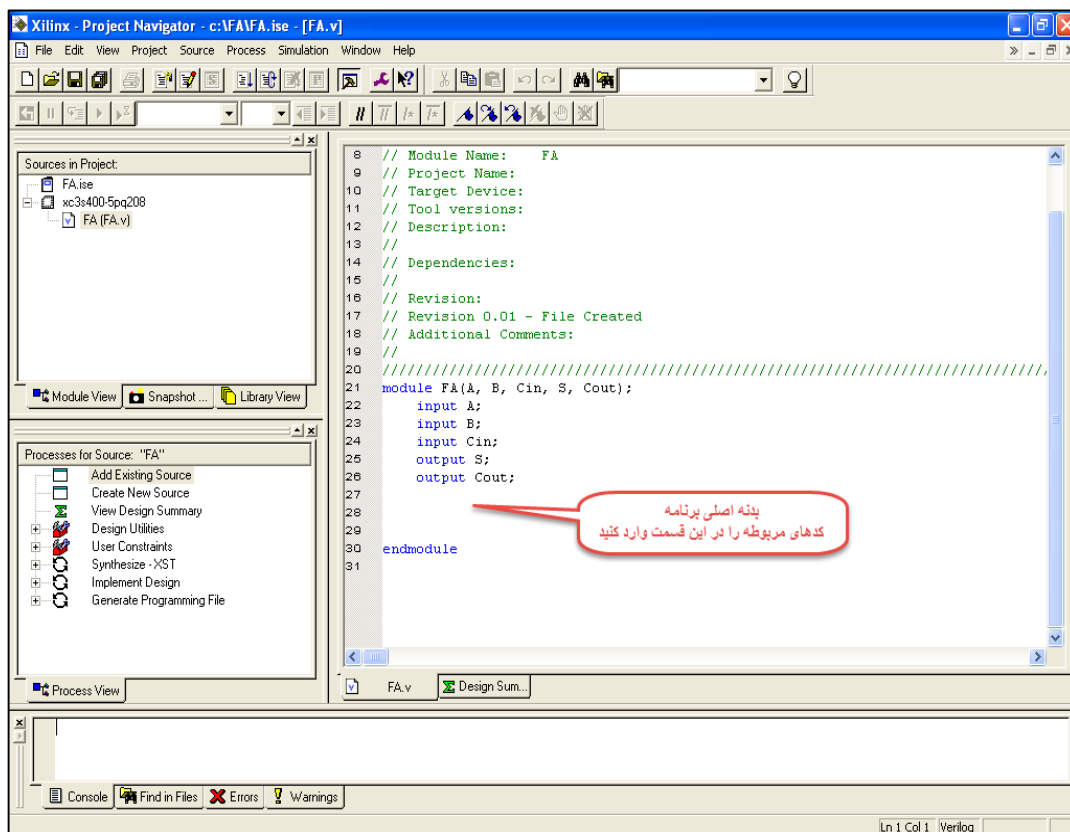 Xilinx - Project Navigator - c:\FA\FA.ise - [FA.v]
File Edit View Project Source Process Simulation Window Help
Sources in Project:
FA.ise
xc3s400-5pq208
FA (FA.v)
Module View Snapshot ... Library View
Processes for Source: "FA"
Add Existing Source
Create New Source
View Design Summary
Design Utilities
User Constraints
Synthesize - XST
Implement Design
Generate Programming File
Process View
8 // Module Name: FA
9 // Project Name:
10 // Target Device:
11 // Tool versions:
12 // Description:
13 //
14 // Dependencies:
15 //
16 // Revision:
17 // Revision 0.01 - File Created
18 // Additional Comments:
19 //
20 ////////////////////////////////////////////////////////////////////////////////
21 module FA(A, B, Cin, S, Cout);
22 input A;
23 input B;
24 input Cin;
25 output S;
26 output Cout;
27
28
29
30 endmodule
31
بدنه اصلی برنامه
کدهای مربوطه را در این قسمت وارد کنید
FA.v Design Sum...
Console Find in Files Errors Warnings
Ln 1 Col 1 Verilog